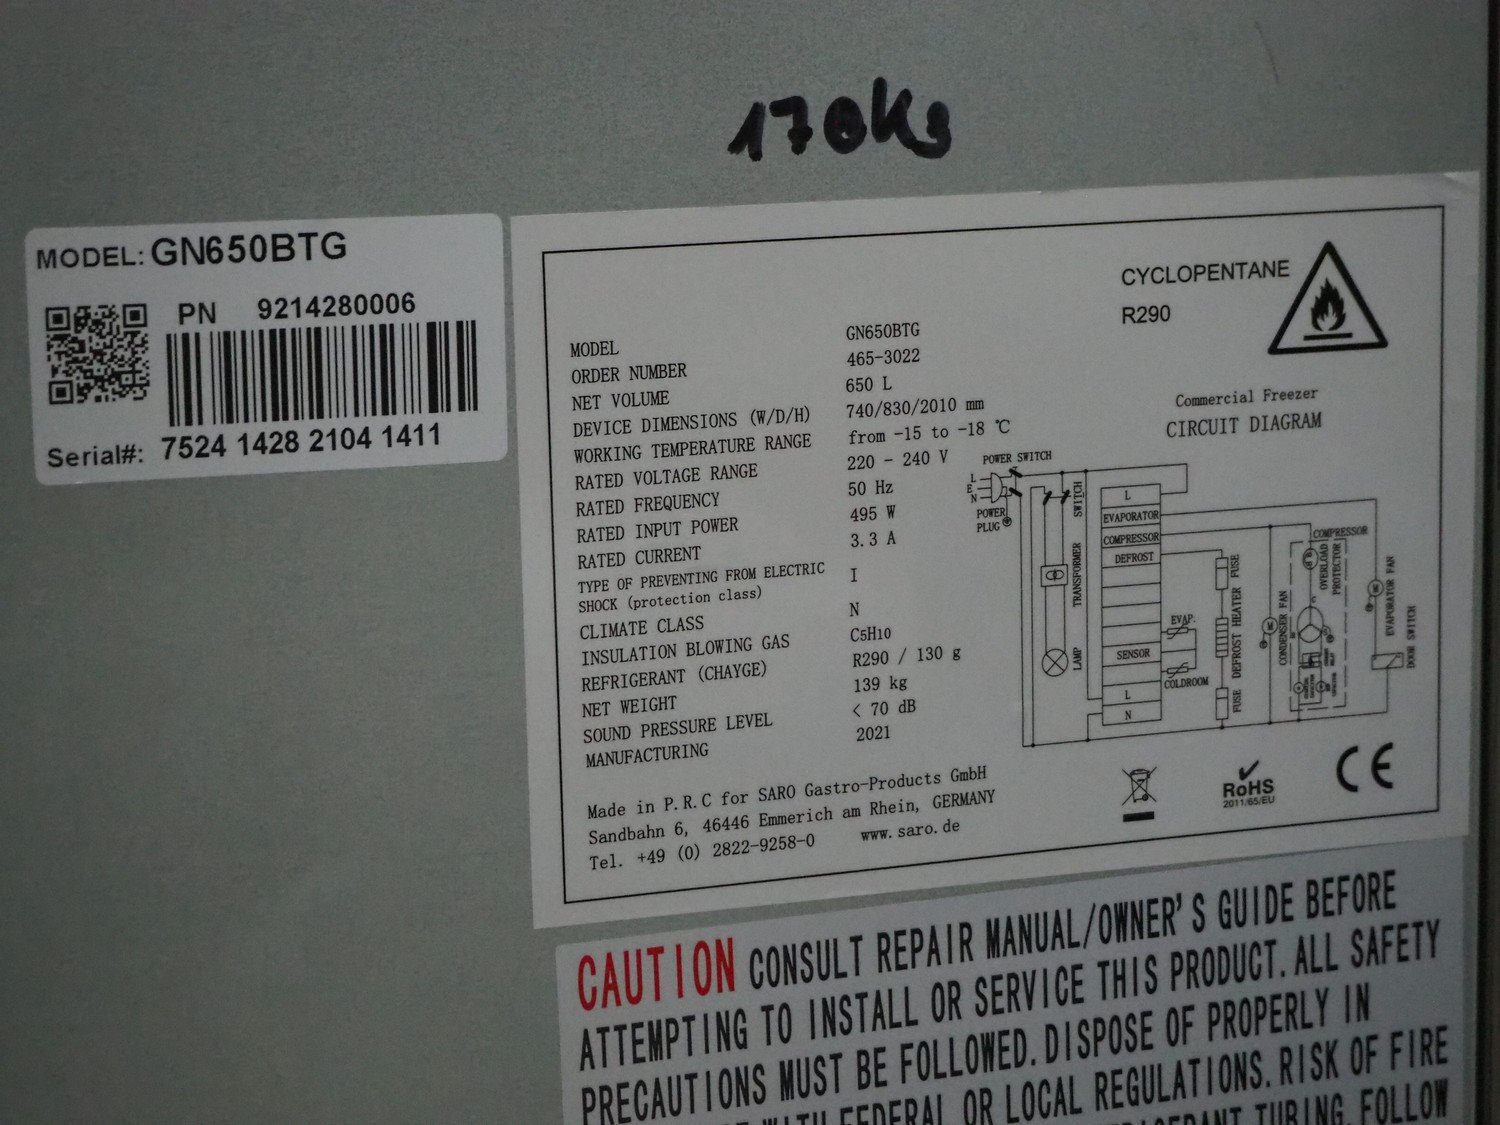 170kg
MODEL: GN650BTG
PN 9214280006
Serial#: 7524 1428 2104 1411
CYCLOPENTANE
R290
MODEL GN650BTG
ORDER NUMBER 465-3022
NET VOLUME 650 L
DEVICE DIMENSIONS (W/D/H) 740/830/2010 mm
WORKING TEMPERATURE RANGE from -15 to -18 ℃
RATED VOLTAGE RANGE 220 - 240 V
RATED FREQUENCY 50 Hz
RATED INPUT POWER 495 W
RATED CURRENT 3.3 A
TYPE OF PREVENTING FROM ELECTRIC
SHOCK (protection class) I
CLIMATE CLASS N
INSULATION BLOWING GAS C5H10
REFRIGERANT (CHAYGE) R290 / 130 g
NET WEIGHT 139 kg
SOUND PRESSURE LEVEL < 70 dB
MANUFACTURING 2021
Made in P.R.C for SARO Gastro-Products GmbH
Sandbahn 6, 46446 Emmerich am Rhein, GERMANY
Tel. +49 (0) 2822-9258-0 www.saro.de
Commercial Freezer
CIRCUIT DIAGRAM
POWER SWITCH
L
E
N
POWER
PLUG
SWITCH
TRANSFORMER
LAMP
L
EVAPORATOR
COMPRESSOR
DEFROST
SENSOR
L
N
EVAP.
COLDROOM
FUSE
DEFROST HEATER
FUSE
CONDENSER FAN
COMPRESSOR
OVERLOAD
PROTECTOR
EVAPORATOR FAN
DOOR SWITCH
RoHS
2011/65/EU
CE
CAUTION CONSULT REPAIR MANUAL/OWNER'S GUIDE BEFORE
ATTEMPTING TO INSTALL OR SERVICE THIS PRODUCT. ALL SAFETY
PRECAUTIONS MUST BE FOLLOWED. DISPOSE OF PROPERLY IN
WITH FEDERAL OR LOCAL REGULATIONS. RISK OF FIRE
TUBING. FOLLOW